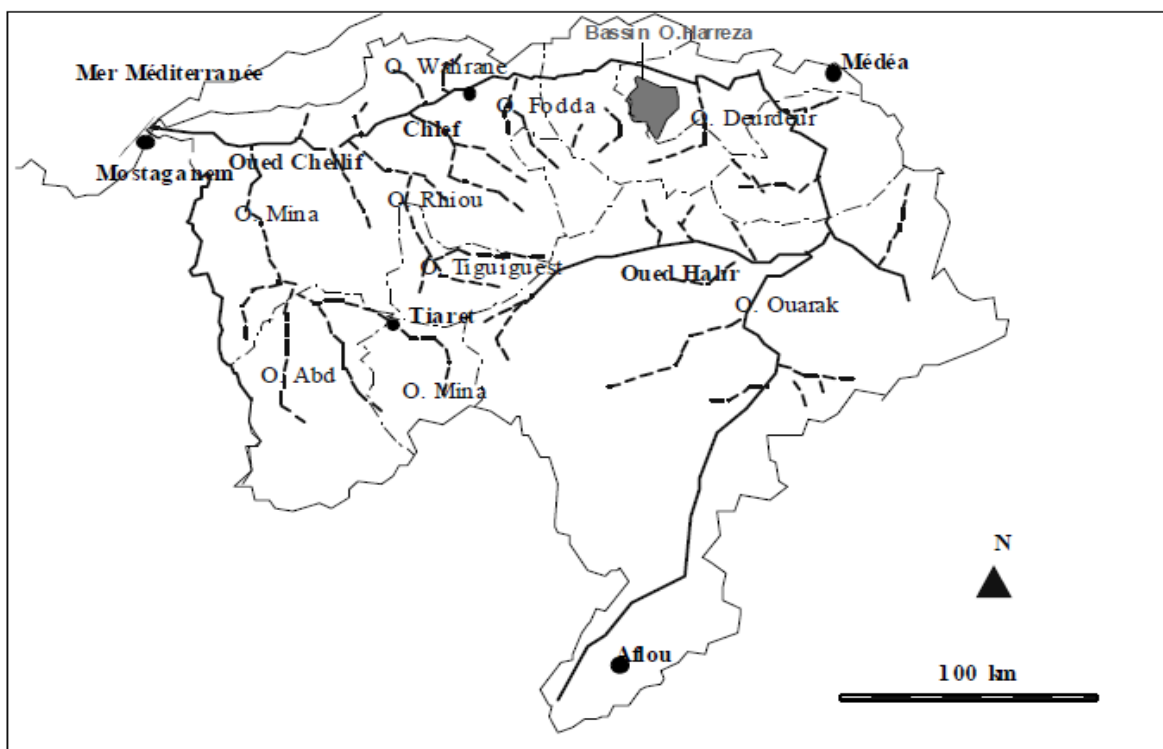 Bassin O.Harreza
Médéa
Mer Méditerranée
O. Wahrane
O. Fodda
O. Deurdeur
Chlef
Oued Chellif
Mostaganem
O. Rhiou
O. Mina
O. Tiguiguest
Oued Hahr
O. Ouarak
Tiaret
O. Abd
O. Mina
N
Aflou
100 km